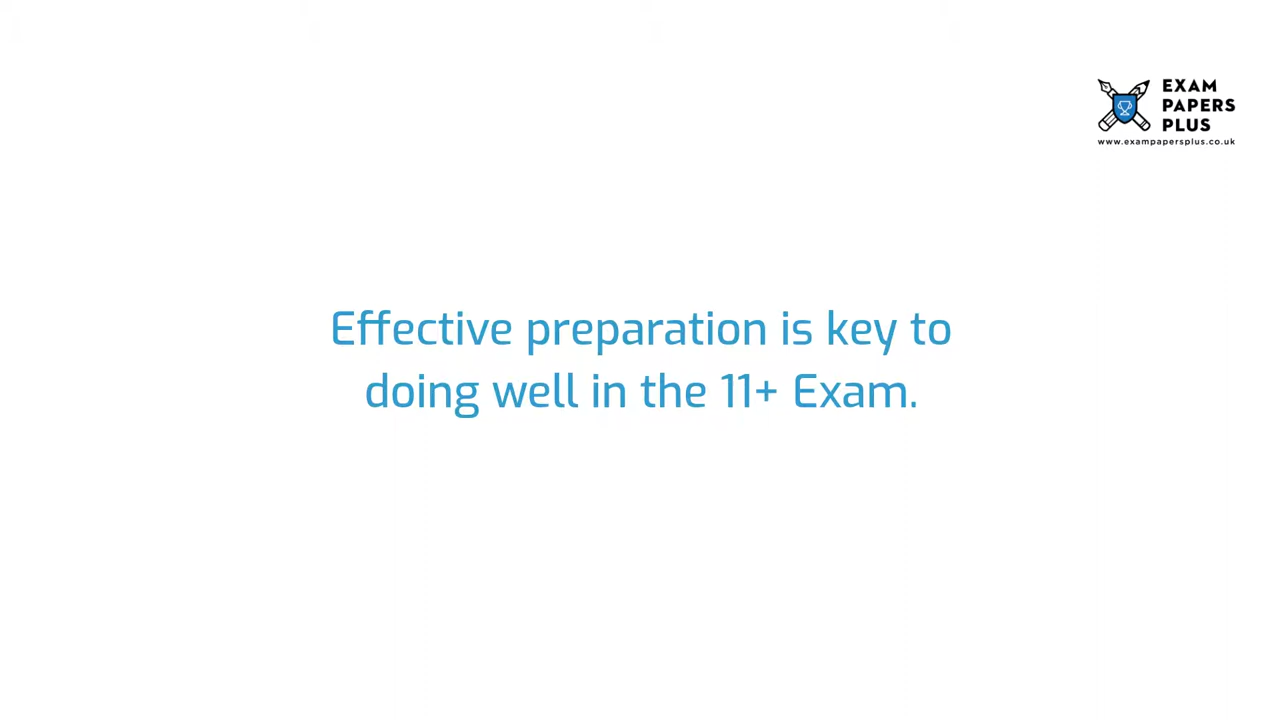 EXAM
PAPERS
PLUS
www.exampapersplus.co.uk
Effective preparation is key to
doing well in the 11+ Exam.